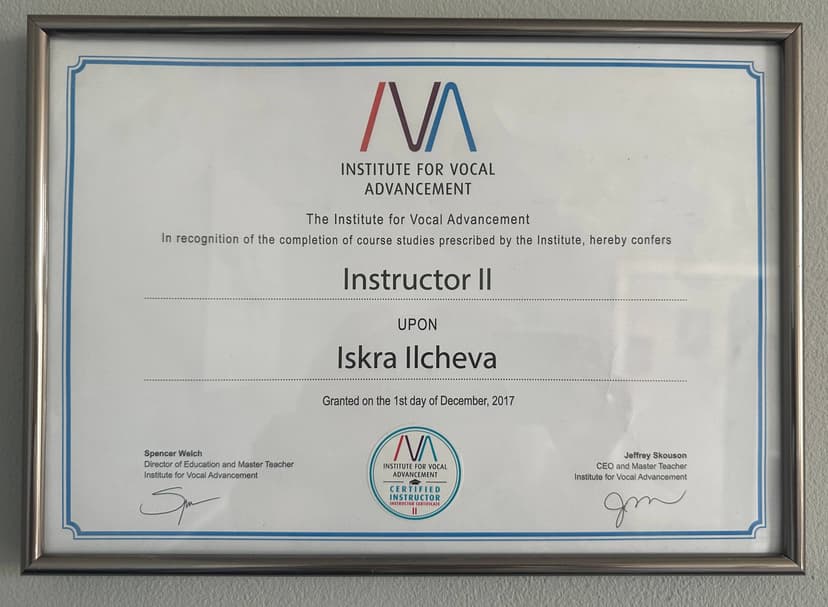 IVA
INSTITUTE FOR VOCAL
ADVANCEMENT
The Institute for Vocal Advancement
In recognition of the completion of course studies prescribed by the Institute, hereby confers
Instructor II
UPON
Iskra Ilcheva
Granted on the 1st day of December, 2017
Spencer Welch
Director of Education and Master Teacher
Institute for Vocal Advancement
IVA
INSTITUTE FOR VOCAL
ADVANCEMENT
CERTIFIED
INSTRUCTOR
INSTRUCTOR CERTIFICATE
II
Jeffrey Skouson
CEO and Master Teacher
Institute for Vocal Advancement